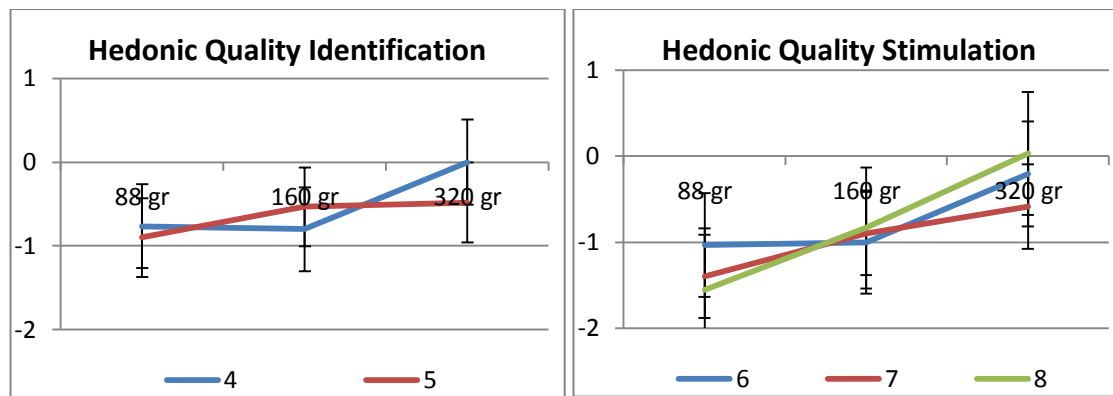 Hedonic Quality Identification
1
0
-1
-2
88 gr
160 gr
320 gr
4
5
Hedonic Quality Stimulation
1
0
-1
-2
88 gr
160 gr
320 gr
6
7
8